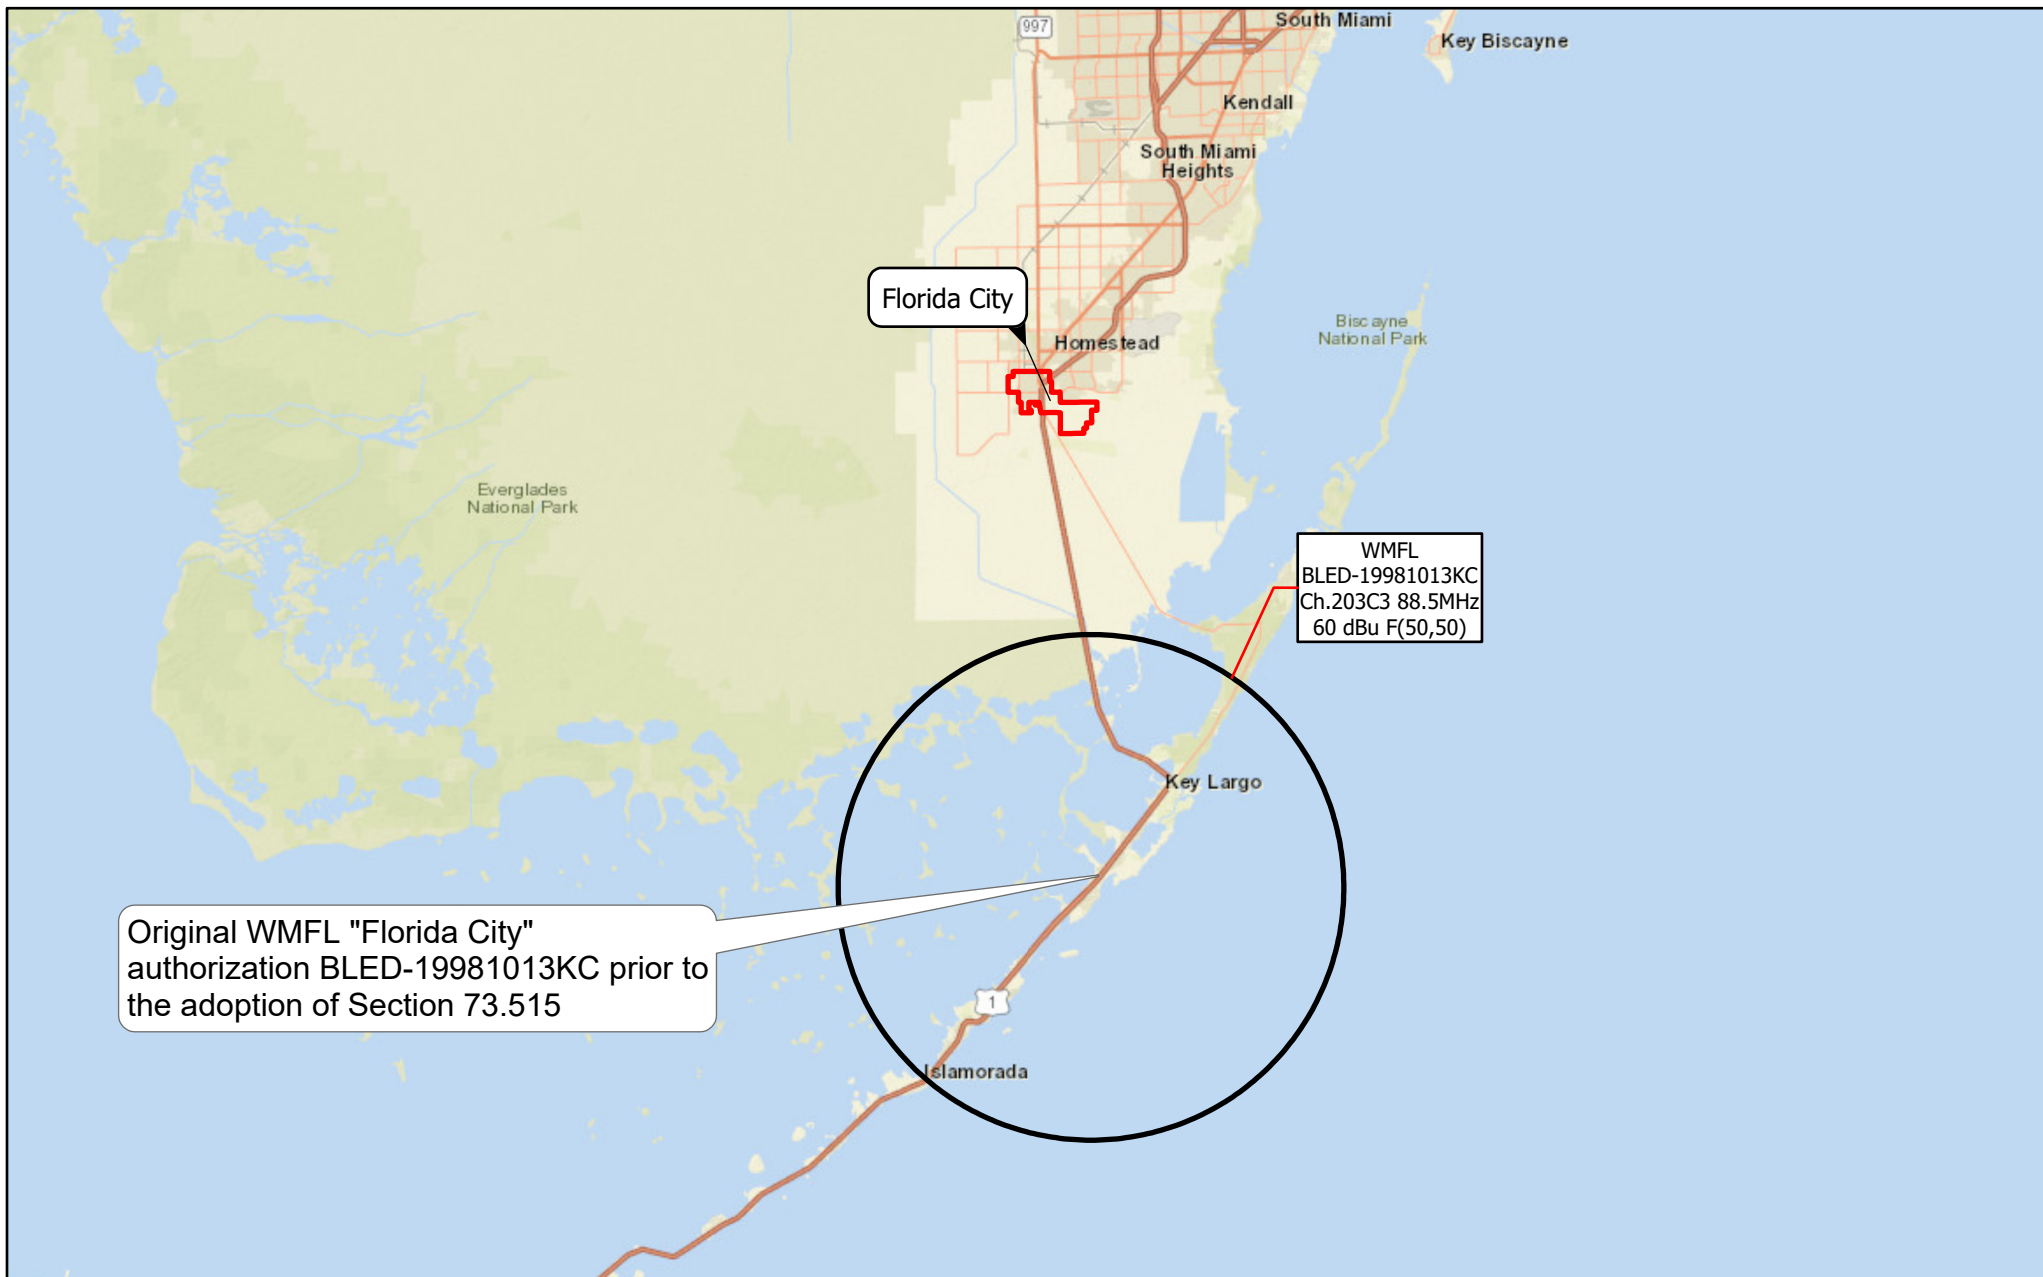 997
South Miami
Key Biscayne
Kendall
South Miami
Heights
Florida City
Homestead
Biscayne
National Park
Everglades
National Park
WMFL
BLED-19981013KC
Ch.203C3 88.5MHz
60 dBu F(50,50)
Key Largo
Original WMFL "Florida City"
authorization BLED-19981013KC prior to
the adoption of Section 73.515
1
Islamorada